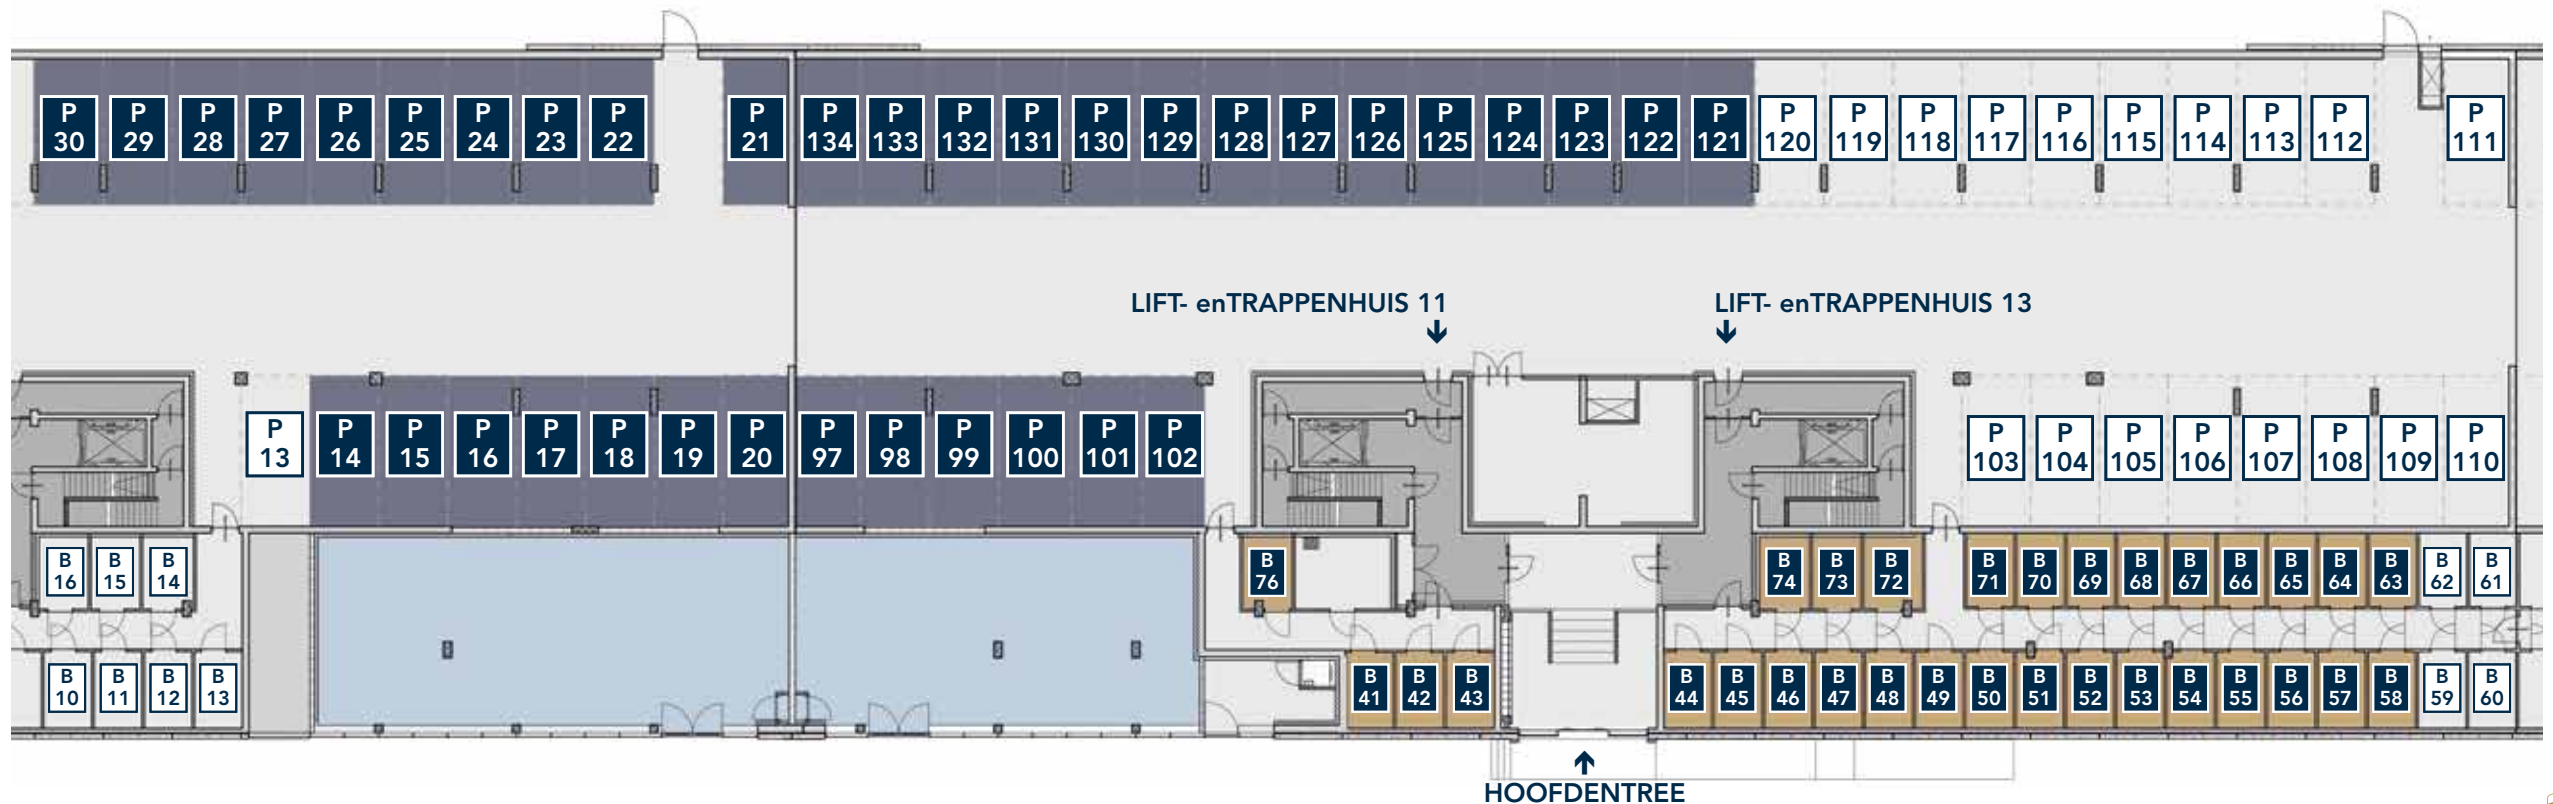 P P P P P P P P P P P P P P P P P P P P P P P P P P P P P P P P P P
30 29 28 27 26 25 24 23 22 21 134 133 132 131 130 129 128 127 126 125 124 123 122 121 120 119 118 117 116 115 114 113 112 111
LIFT- enTRAPPENHUIS 11 LIFT- enTRAPPENHUIS 13
P P P P P P P P P P P P P P P P P P P P P P
13 14 15 16 17 18 19 20 97 98 99 100 101 102 103 104 105 106 107 108 109 110
B B B B B B B B B B B B B B B B B B
16 15 14 76 74 73 72 71 70 69 68 67 66 65 64 63 62 61
B B B B B B B B B B B B B B B B B B B B B B B B
10 11 12 13 41 42 43 44 45 46 47 48 49 50 51 52 53 54 55 56 57 58 59 60
HOOFDENTREE